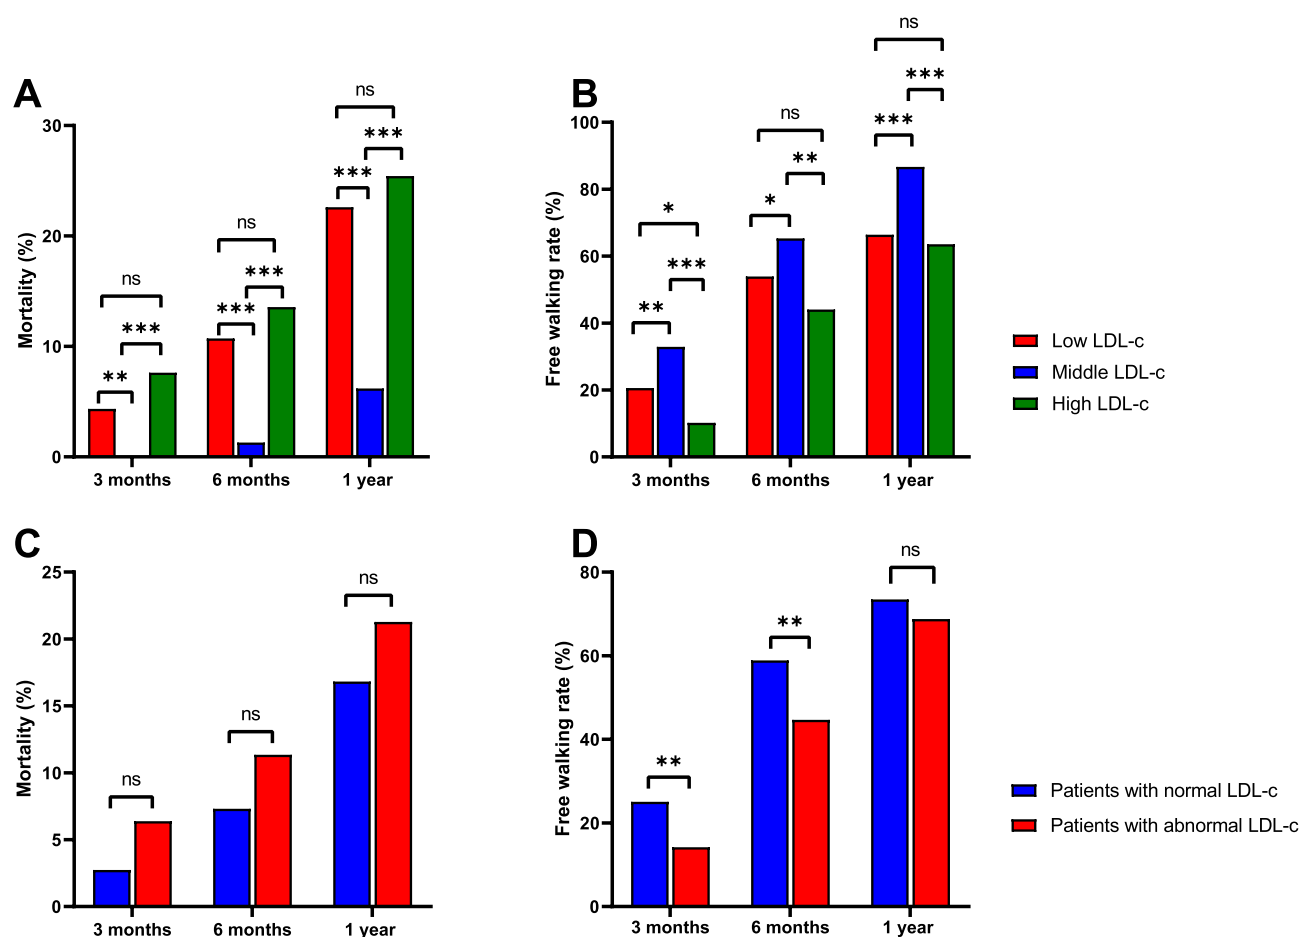 A
Mortality (%)
30
20
10
0
ns
***
**
ns
***
***
ns
***
***
3 months
6 months
1 year
B
Free walking rate (%)
100
80
60
40
20
0
*
***
**
ns
**
*
ns
***
***
3 months
6 months
1 year
Low LDL-c
Middle LDL-c
High LDL-c
C
Mortality (%)
25
20
15
10
5
0
ns
ns
ns
3 months
6 months
1 year
D
Free walking rate (%)
80
60
40
20
0
**
**
ns
3 months
6 months
1 year
Patients with normal LDL-c
Patients with abnormal LDL-c